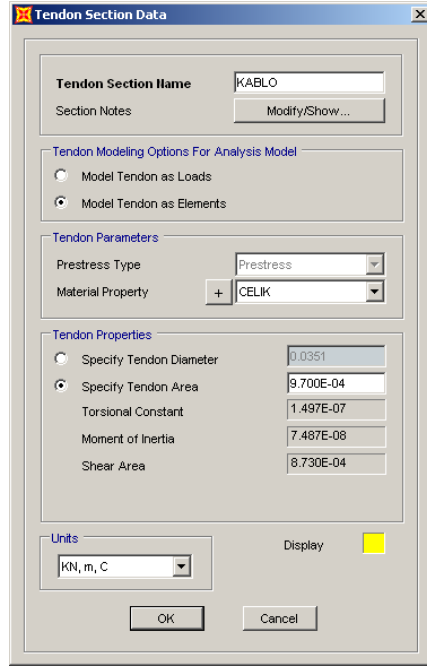 Tendon Section Data
Tendon Section Name KABLO
Section Notes Modify/Show...
Tendon Modeling Options For Analysis Model
Model Tendon as Loads
Model Tendon as Elements
Tendon Parameters
Prestress Type Prestress
Material Property + CELIK
Tendon Properties
Specify Tendon Diameter 0.0351
Specify Tendon Area 9.700E-04
Torsional Constant 1.497E-07
Moment of Inertia 7.487E-08
Shear Area 8.730E-04
Units
KN, m, C
Display
OK Cancel